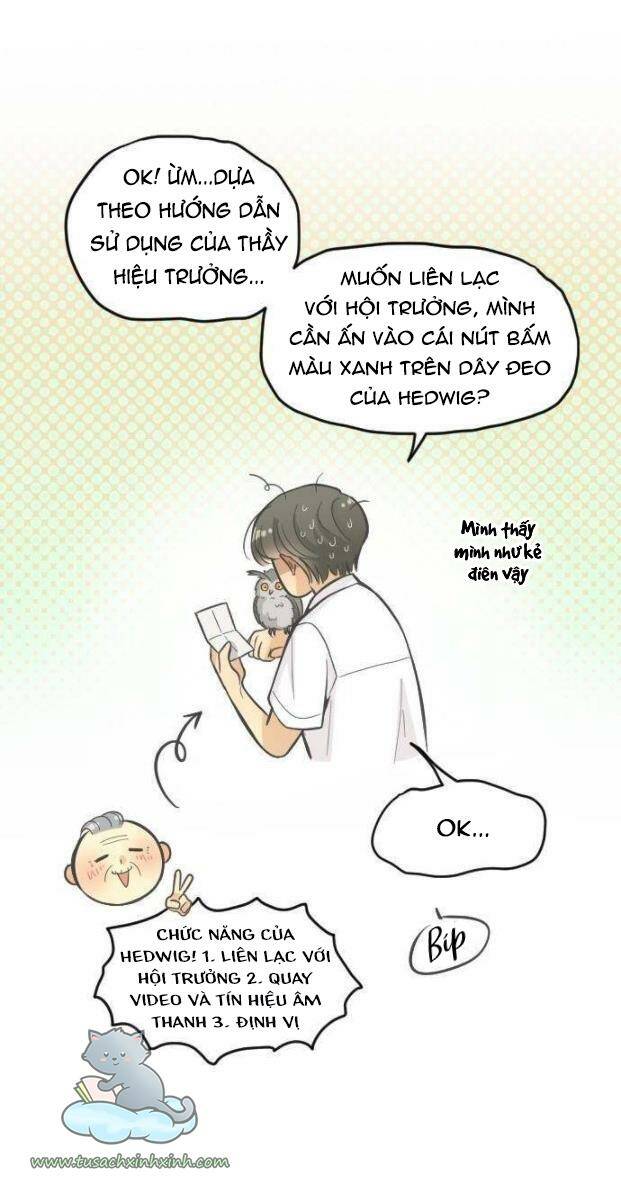 OK! ỪM...DỰA
THEO HƯỚNG DẪN
SỬ DỤNG CỦA THẦY
HIỆU TRƯỞNG...
MUỐN LIÊN LẠC
VỚI HỘI TRƯỞNG, MÌNH
CẦN ẤN VÀO CÁI NÚT BẤM
MÀU XANH TRÊN DÂY ĐEO
CỦA HEDWIG?
Mình thấy
mình như kẻ
điên vậy
OK...
Bíp
CHỨC NĂNG CỦA
HEDWIG! 1. LIÊN LẠC VỚI
HỘI TRƯỞNG 2. QUAY
VIDEO VÀ TÍN HIỆU ÂM
THANH 3. ĐỊNH VỊ
www.tusachxinhxinh.com